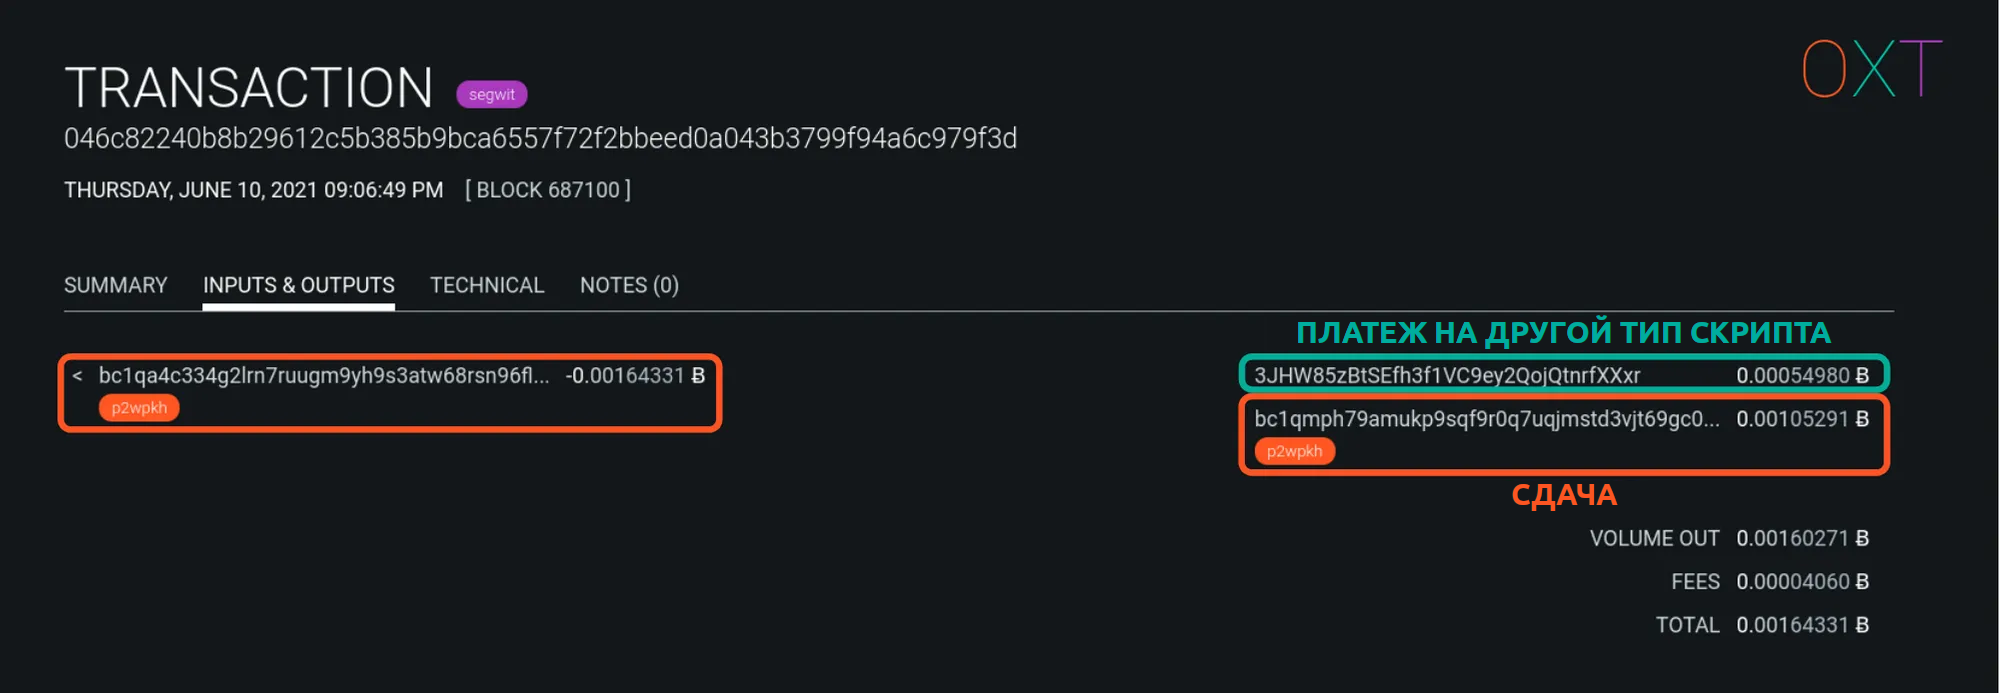 OXT
TRANSACTION segwit
046c82240b8b29612c5b385b9bca6557f72f2bbeed0a043b3799f94a6c979f3d
THURSDAY, JUNE 10, 2021 09:06:49 PM [ BLOCK 687100 ]
SUMMARY INPUTS & OUTPUTS TECHNICAL NOTES (0)
ПЛАТЕЖ НА ДРУГОЙ ТИП СКРИПТА
< bc1qa4c334g2lrn7ruugm9yh9s3atw68rsn96fl... -0.00164331 Ƀ
p2wpkh
3JHW85zBtSEfh3f1VC9ey2QojQtnrfXXxr 0.00054980 Ƀ
bc1qmph79amukp9sqf9r0q7uqjmstd3vjt69gc0... 0.00105291 Ƀ
p2wpkh
СДАЧА
VOLUME OUT 0.00160271 Ƀ
FEES 0.00004060 Ƀ
TOTAL 0.00164331 Ƀ